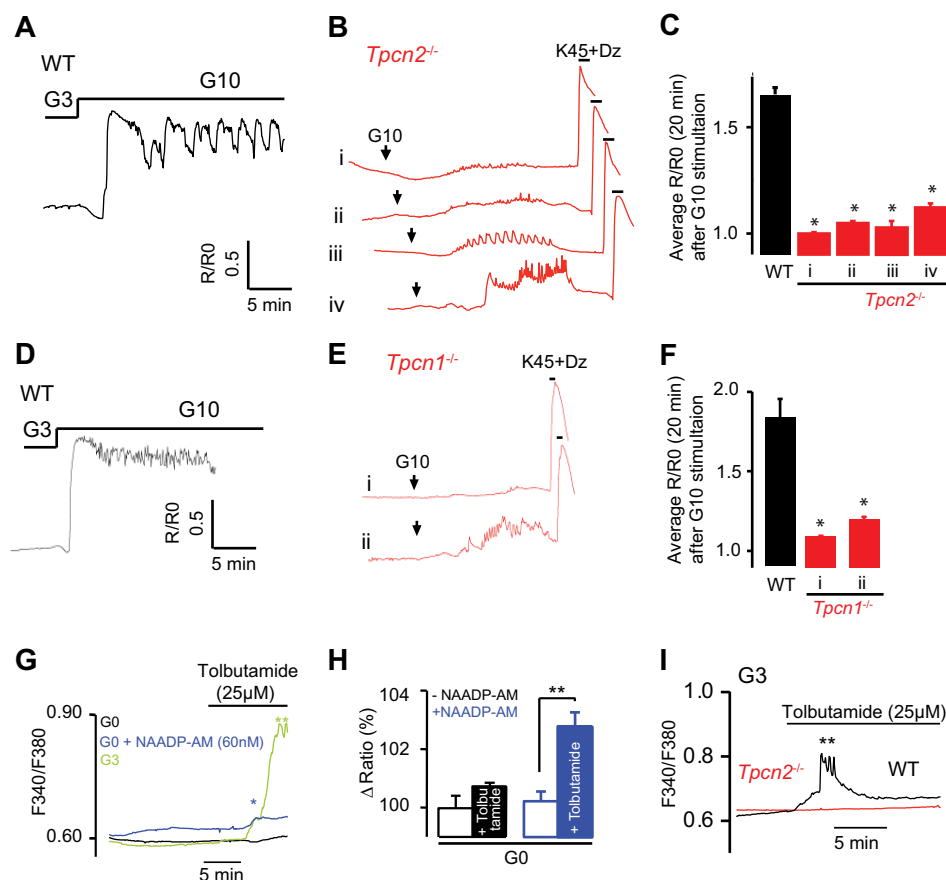 A
WT
G3
G10
R/R0
0.5
5 min
B
Tpcn2-/-
K45+Dz
G10
i
ii
iii
iv
C
Average R/R0 (20 min)
after G10 stimultaion
1.5
1.0
*
*
*
*
WT
i
ii
iii
iv
Tpcn2-/-
D
WT
G3
G10
R/R0
0.5
5 min
E
Tpcn1-/-
K45+Dz
G10
i
ii
F
Average R/R0 (20 min)
after G10 stimultaion
2.0
1.5
1.0
*
*
WT
i
ii
Tpcn1-/-
G
Tolbutamide
(25µM)
F340/F380
0.90
0.60
G0
G0 + NAADP-AM (60nM)
G3
*
**
5 min
H
Δ Ratio (%)
104
102
100
- NAADP-AM
+NAADP-AM
**
+ Tolbu
tamide
+ Tolbutamide
G0
I
G3
F340/F380
1.0
0.8
0.6
Tolbutamide (25µM)
**
Tpcn2-/-
WT
5 min